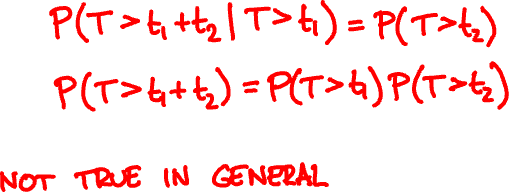 P(T>t₁+t₂|T>t₁)=P(T>t₂)
P(T>t₁+t₂)=P(T>t₁)P(T>t₂)
NOT TRUE IN GENERAL